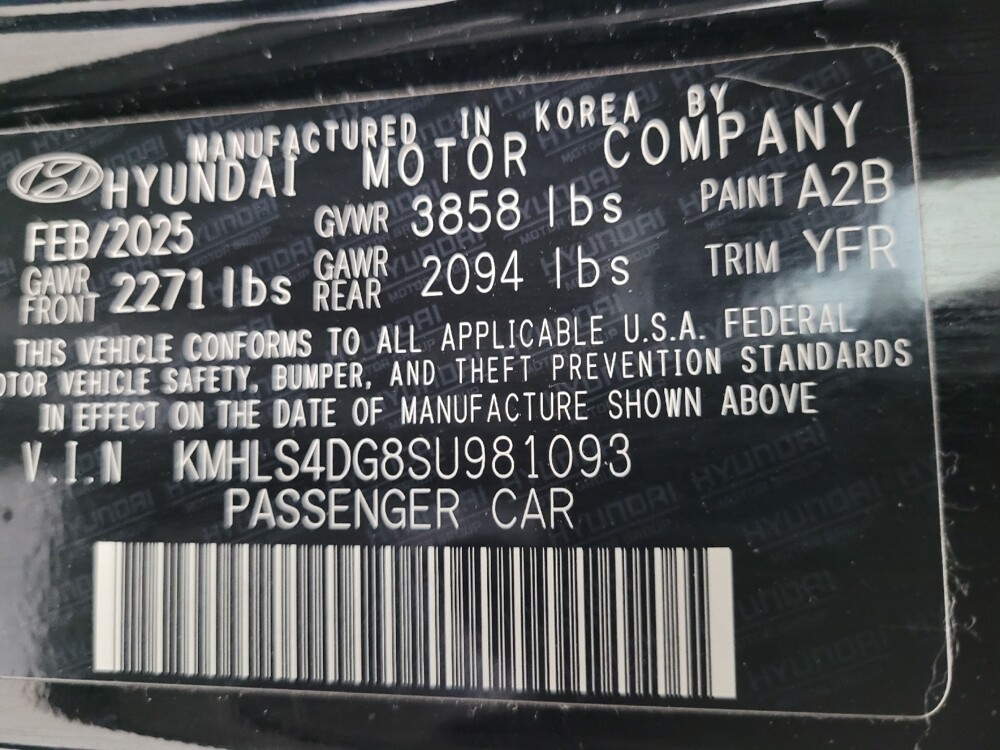 MANUFACTURED IN KOREA BY
HYUNDAI MOTOR COMPANY
FEB/2025 GVWR 3858 lbs PAINT A2B
GAWR FRONT 2271 lbs GAWR REAR 2094 lbs TRIM YFR
THIS VEHICLE CONFORMS TO ALL APPLICABLE U.S.A. FEDERAL
OTOR VEHICLE SAFETY, BUMPER, AND THEFT PREVENTION STANDARDS
IN EFFECT ON THE DATE OF MANUFACTURE SHOWN ABOVE
V.I.N KMHLS4DG8SU981093
PASSENGER CAR